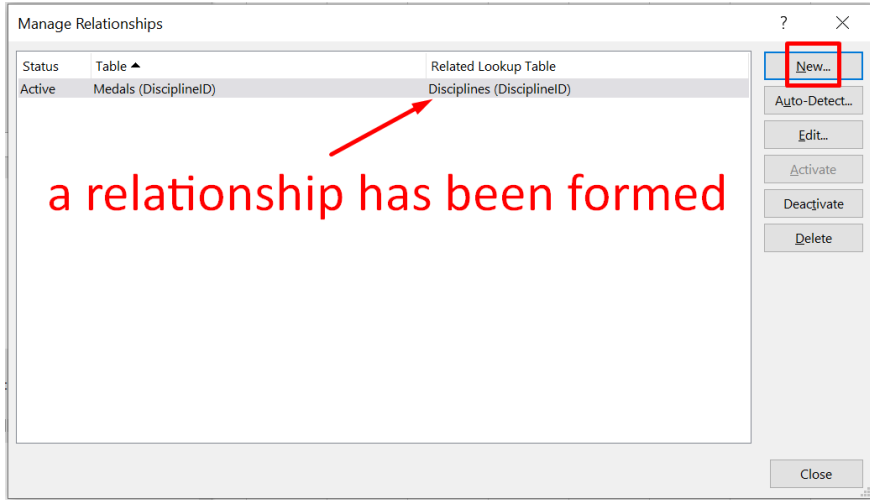 Manage Relationships ? ×
Status Table ▲ Related Lookup Table
Active Medals (DisciplineID) Disciplines (DisciplineID)
a relationship has been formed
New...
Auto-Detect...
Edit...
Activate
Deactivate
Delete
Close